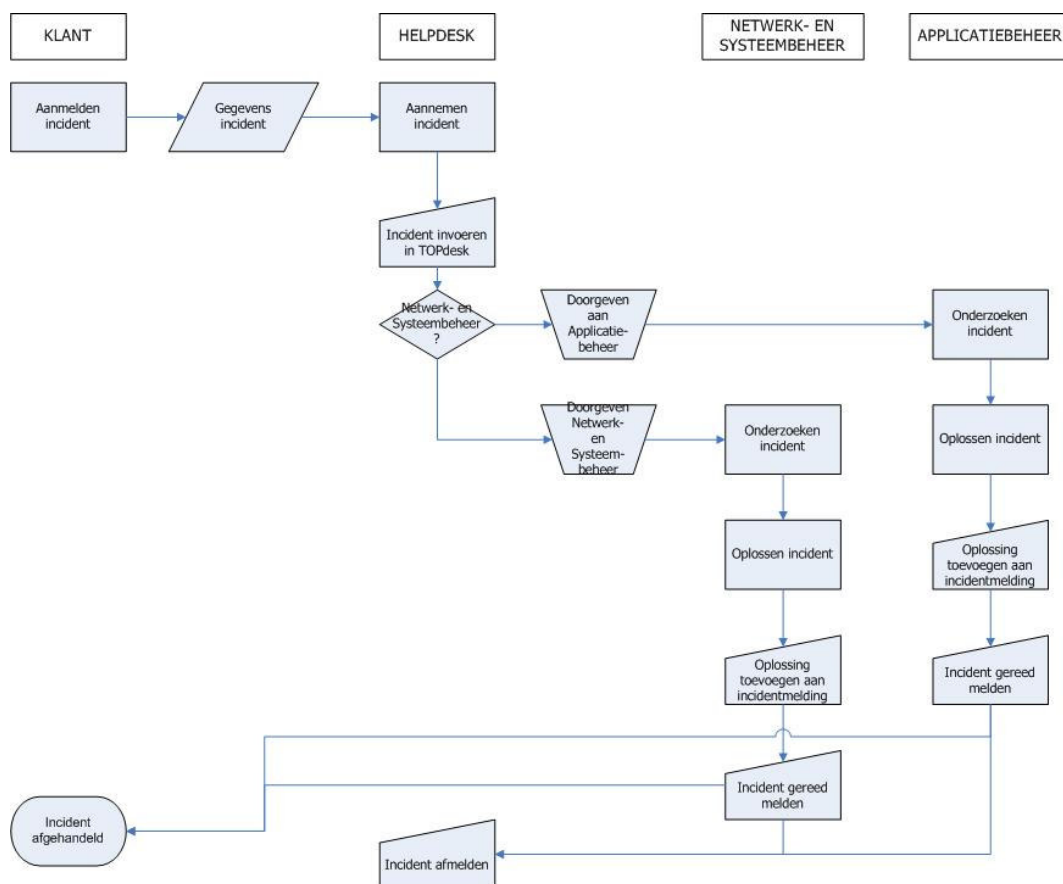 KLANT
HELPDESK
NETWERK- EN
SYSTEEMBEHEER
APPLICATIEBEHEER
Aanmelden
incident
Gegevens
incident
Aannemen
incident
Incident invoeren
in TOPdesk
Netwerk- en
Systeembeheer
?
Doorgeven
aan
Applicatie-
beheer
Onderzoeken
incident
Doorgeven
Netwerk-
en
Systeem-
beheer
Onderzoeken
incident
Oplossen incident
Oplossen incident
Oplossing
toevoegen aan
incidentmelding
Oplossing
toevoegen aan
incidentmelding
Incident gereed
melden
Incident gereed
melden
Incident
afgehandeld
Incident afmelden